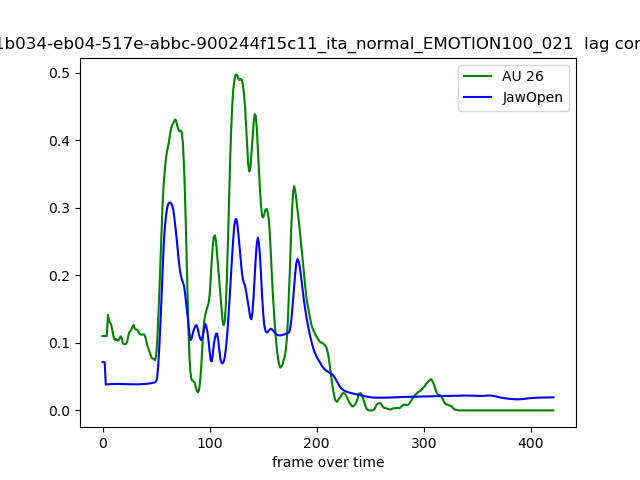 1b034-eb04-517e-abbc-900244f15c11_ita_normal_EMOTION100_021 lag cor
AU 26
JawOpen
0.5
0.4
0.3
0.2
0.1
0.0
0 100 200 300 400
frame over time